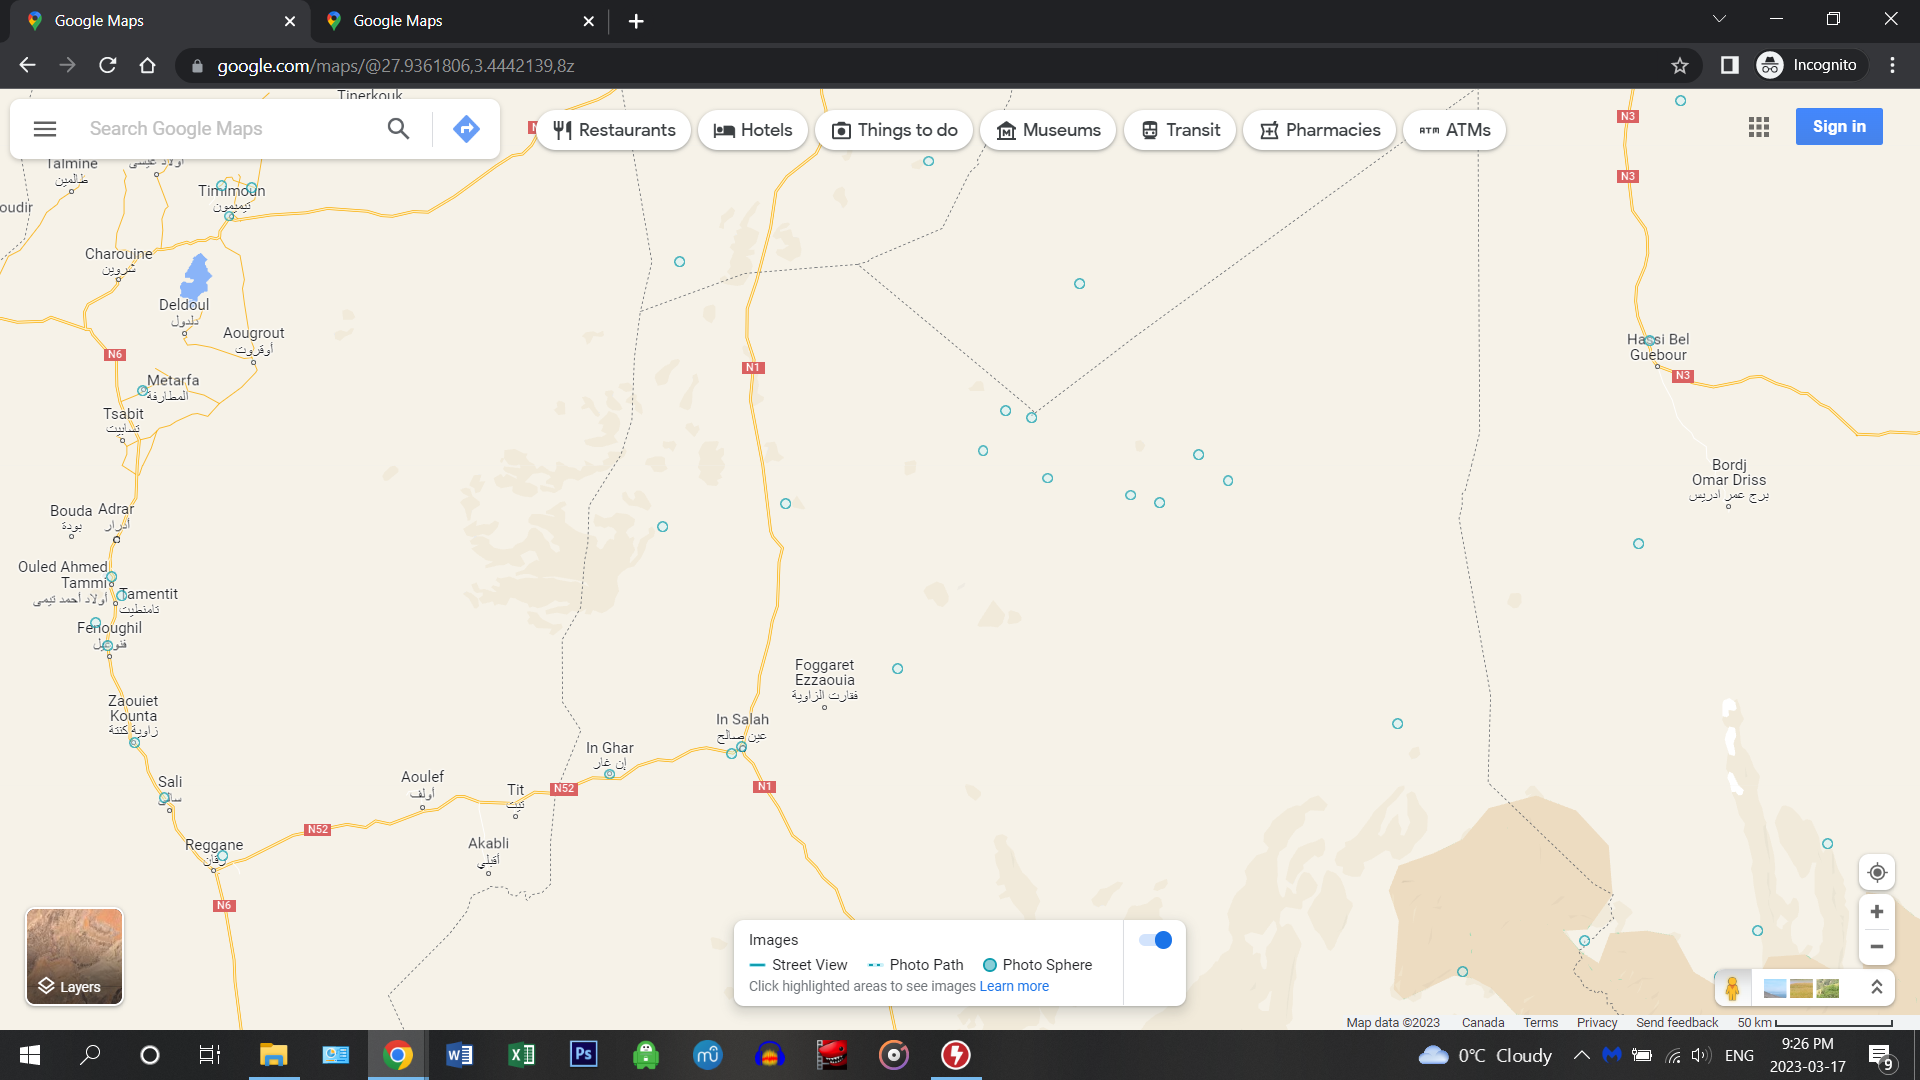 Google Maps
Google Maps
google.com/maps/@27.9361806,3.4442139,8z
Incognito
Tinerkouk
Search Google Maps
Restaurants
Hotels
Things to do
Museums
Transit
Pharmacies
ATM ATMs
Sign in
N3
N3
Talmine
طالمين
أولاد عيسى
oudir
Timimoun
تيميمون
Charouine
شروين
Deldoul
دلدول
Aougrout
أوقروت
N6
N1
Hassi Bel
Guebour
N3
Metarfa
المطارفة
Tsabit
تسابيت
Bordj
Omar Driss
برج عمر ادريس
Bouda
بودة
Adrar
أدرار
Ouled Ahmed
Tammi
أولاد أحمد تيمى
Tamentit
تامنطيت
Fenoughil
فنوغيل
Foggaret
Ezzaouia
فقارت الزاوية
Zaouiet
Kounta
زاوية كنتة
In Salah
عين صالح
In Ghar
إن غار
Sali
سالي
Aoulef
أولف
Tit
تيت
N52
N1
N52
Reggane
رقان
Akabli
أقبلي
N6
Layers
Images
Street View
Photo Path
Photo Sphere
Click highlighted areas to see images Learn more
Map data ©2023
Canada
Terms
Privacy
Send feedback
50 km
0°C Cloudy
ENG
9:26 PM
2023-03-17
9